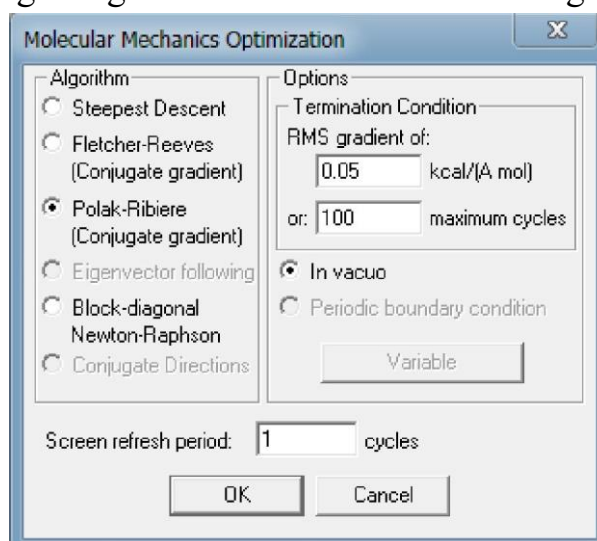 Molecular Mechanics Optimization
Algorithm
Steepest Descent
Fletcher-Reeves
(Conjugate gradient)
Polak-Ribiere
(Conjugate gradient)
Eigenvector following
Block-diagonal
Newton-Raphson
Conjugate Directions
Options
Termination Condition
RMS gradient of:
0.05 kcal/(A mol)
or: 100 maximum cycles
In vacuo
Periodic boundary condition
Variable
Screen refresh period: 1 cycles
OK Cancel